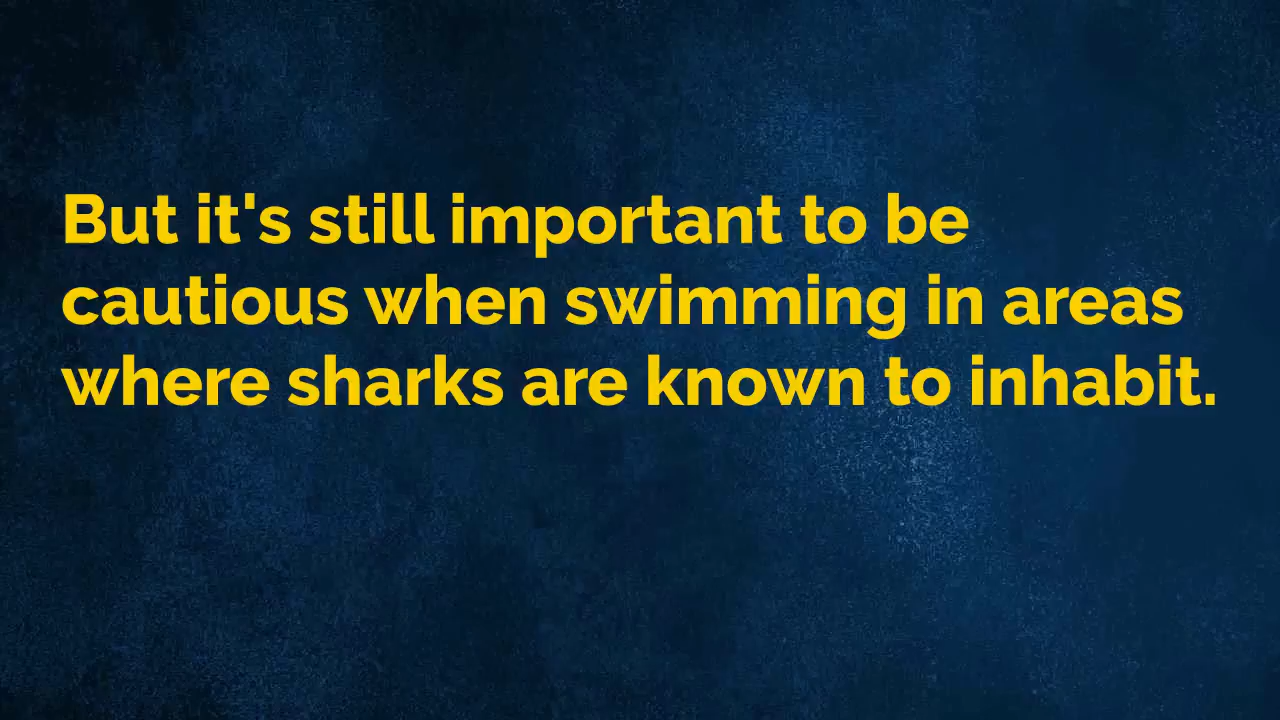 But it's still important to be
cautious when swimming in areas
where sharks are known to inhabit.